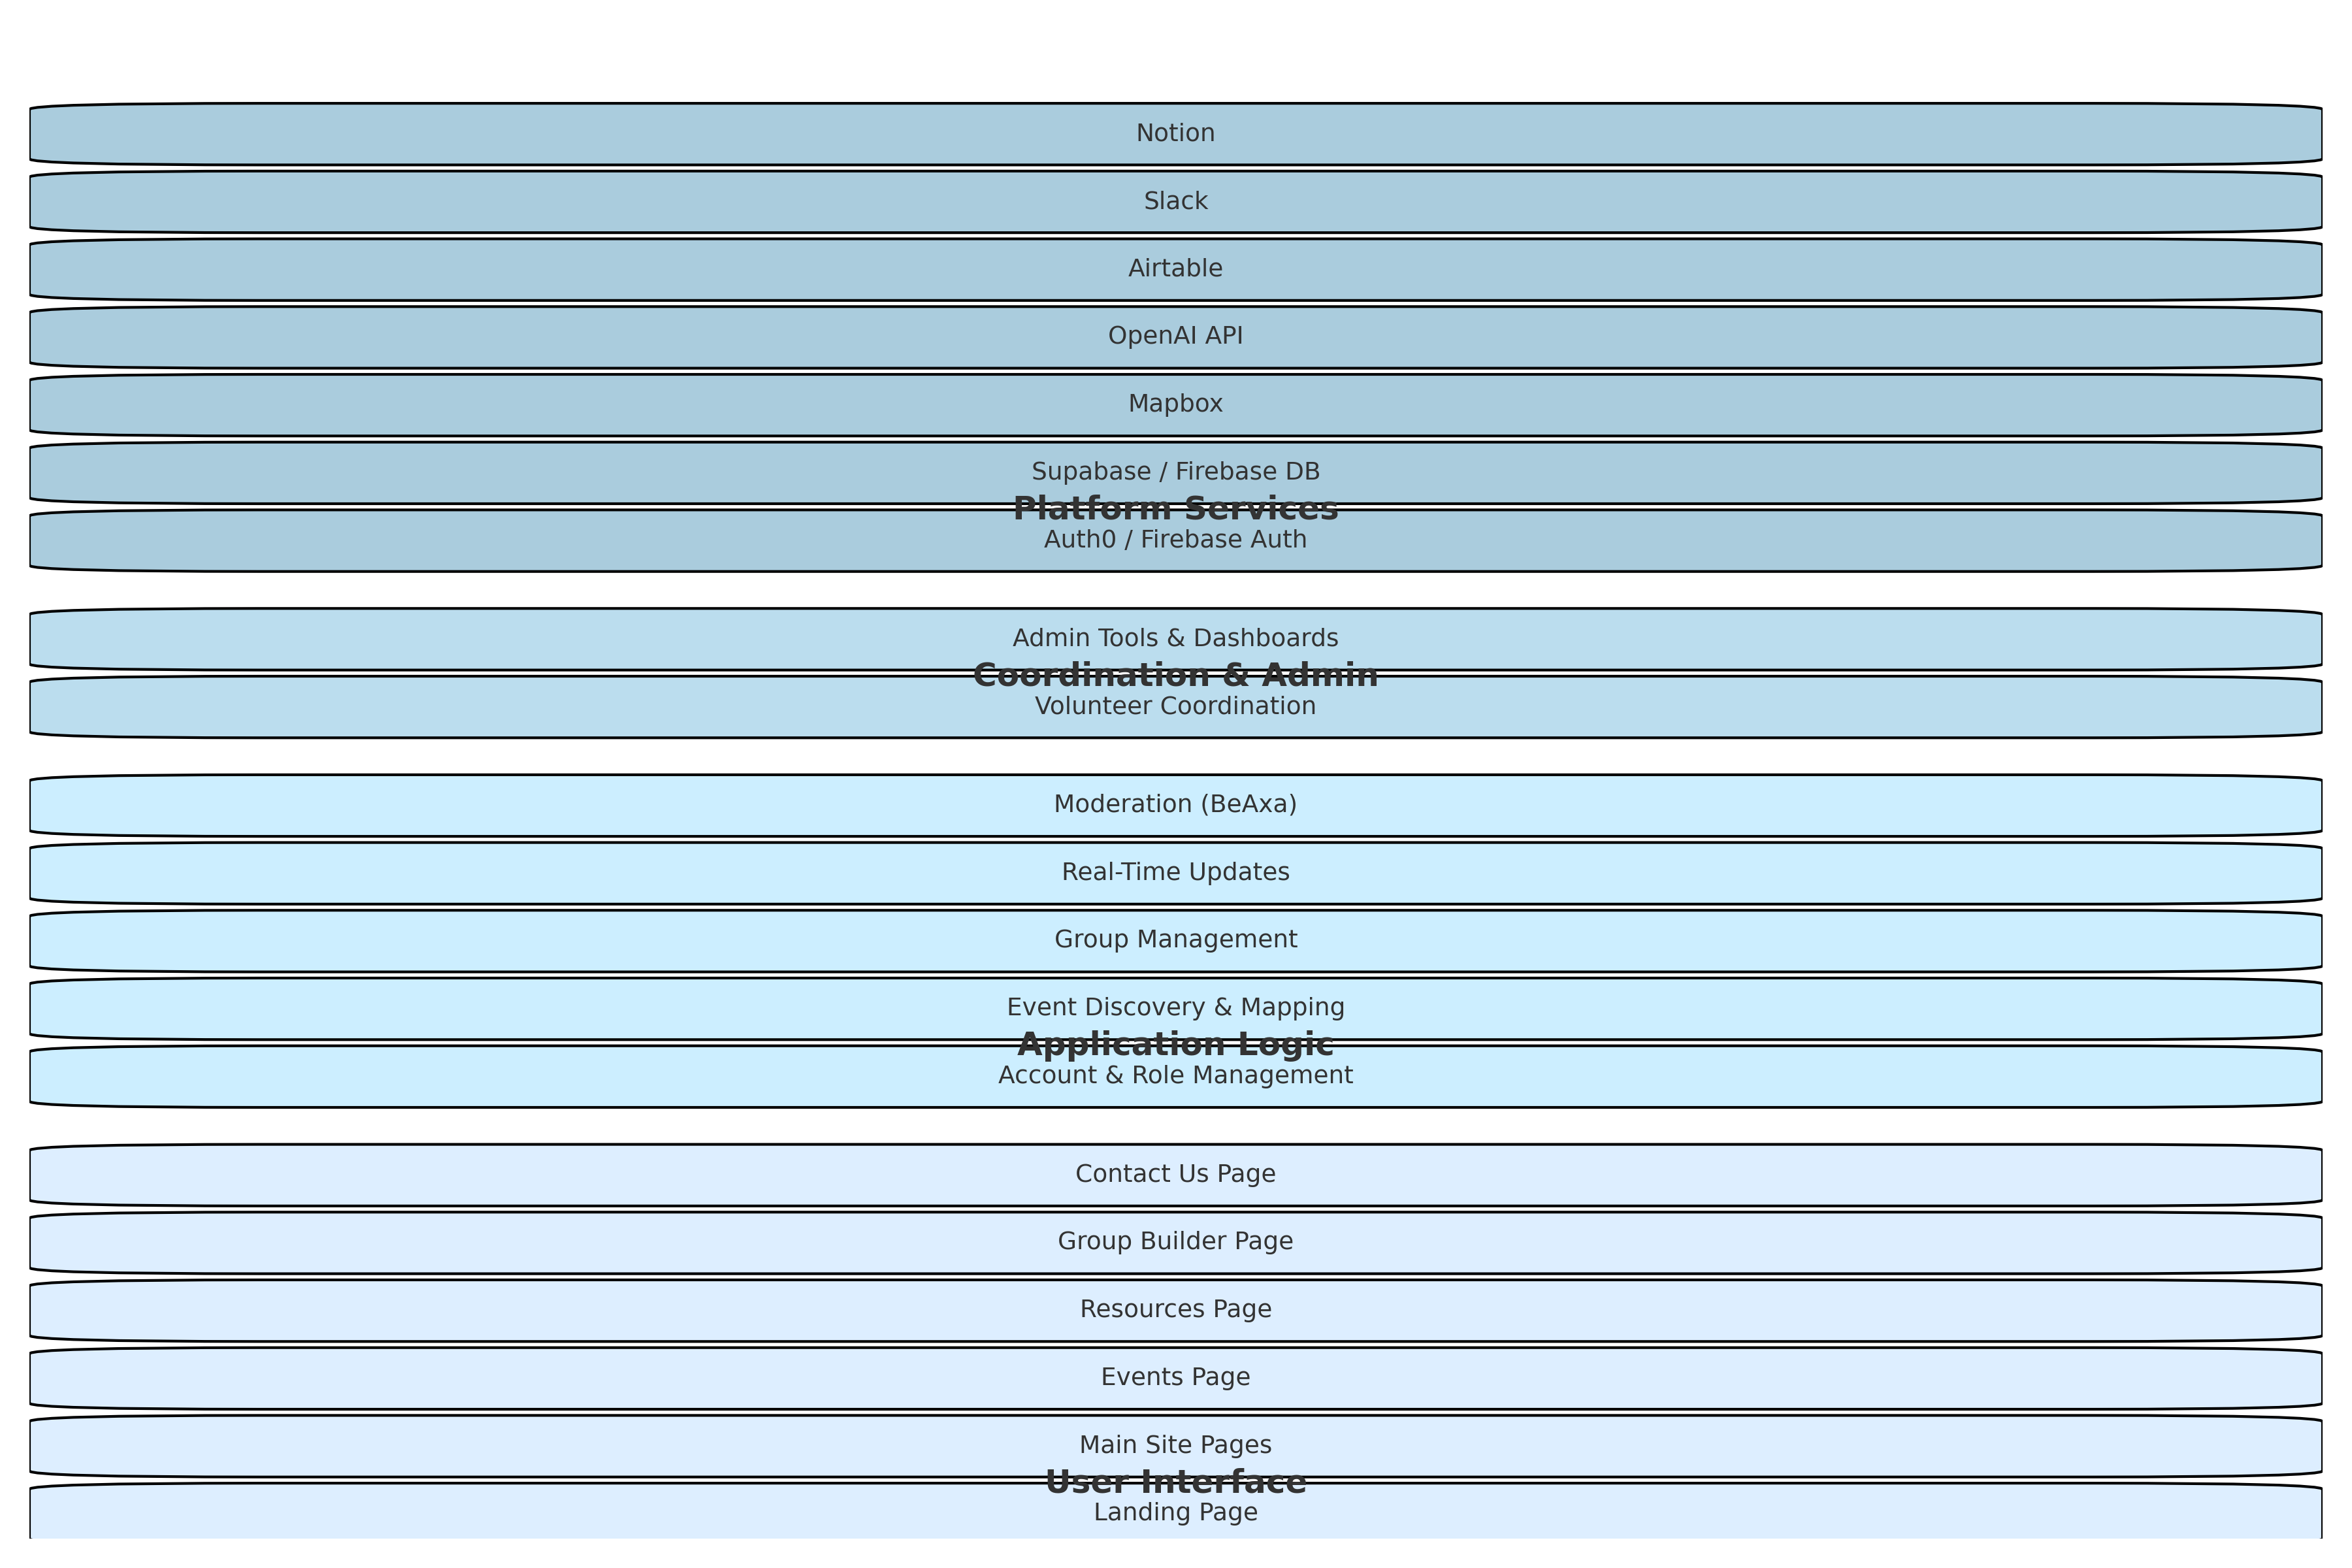 Notion
Slack
Airtable
OpenAI API
Mapbox
Supabase / Firebase DB
Platform Services
Auth0 / Firebase Auth
Admin Tools & Dashboards
Coordination & Admin
Volunteer Coordination
Moderation (BeAxa)
Real-Time Updates
Group Management
Event Discovery & Mapping
Application Logic
Account & Role Management
Contact Us Page
Group Builder Page
Resources Page
Events Page
Main Site Pages
User Interface
Landing Page